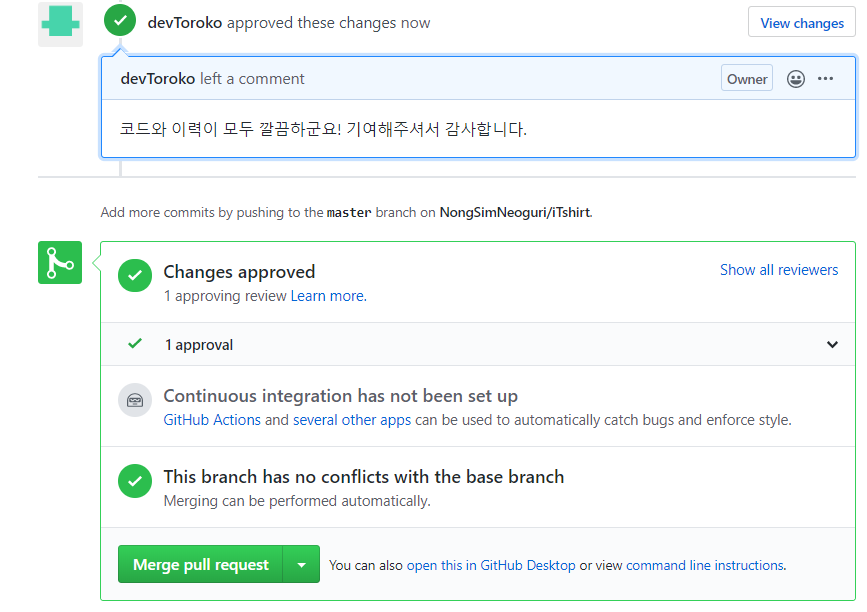 devToroko approved these changes now
View changes
devToroko left a comment
Owner
코드와 이력이 모두 깔끔하군요! 기여해주셔서 감사합니다.
Add more commits by pushing to the master branch on NongSimNeoguri/iTshirt.
Changes approved
Show all reviewers
1 approving review Learn more.
1 approval
Continuous integration has not been set up
GitHub Actions and several other apps can be used to automatically catch bugs and enforce style.
This branch has no conflicts with the base branch
Merging can be performed automatically.
Merge pull request
You can also open this in GitHub Desktop or view command line instructions.